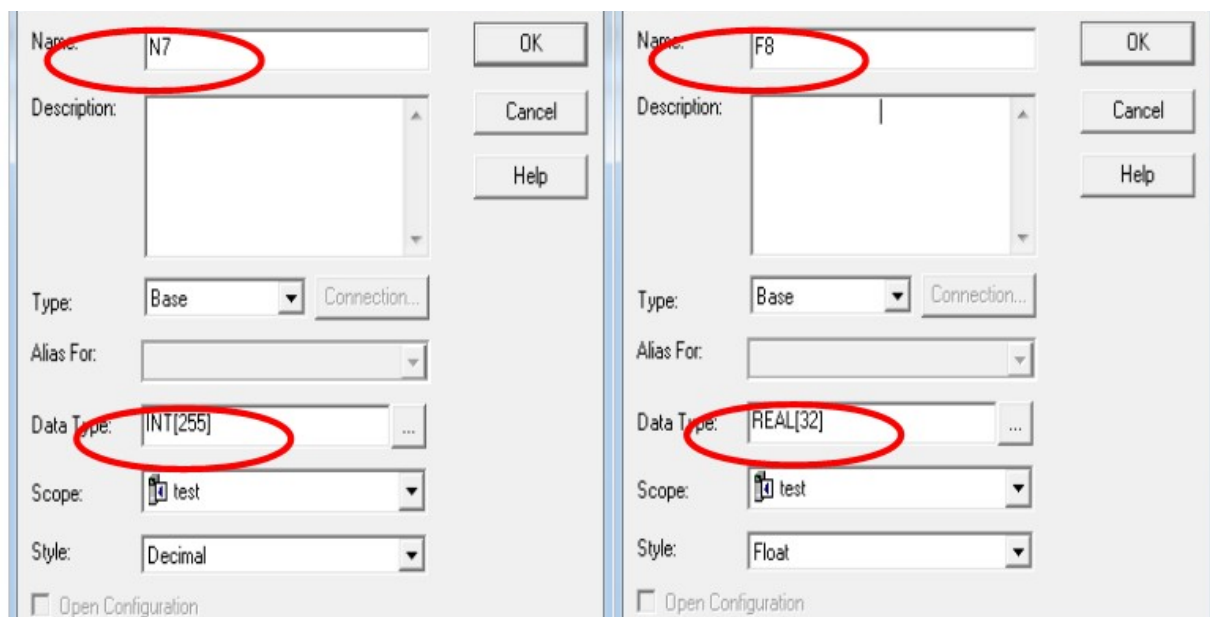 Name: N7 OK
Description: Cancel
Help
Type: Base Connection...
Alias For:
Data Type: INT[255] ...
Scope: test
Style: Decimal
Open Configuration
Name: F8 OK
Description: Cancel
Help
Type: Base Connection...
Alias For:
Data Type: REAL[32] ...
Scope: test
Style: Float
Open Configuration